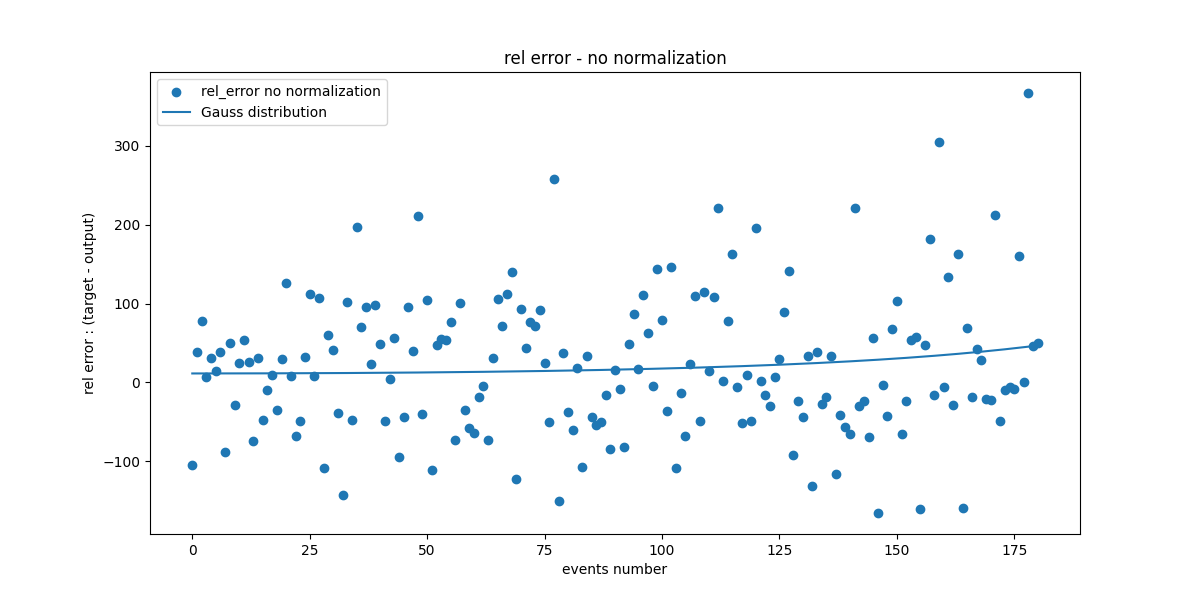 rel error - no normalization
rel_error no normalization
Gauss distribution
rel error : (target - output)
300
200
100
0
−100
0
25
50
75
100
125
150
175
events number